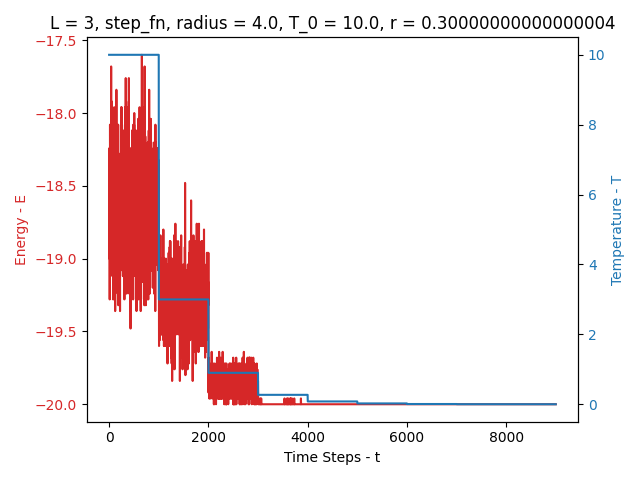 L = 3, step_fn, radius = 4.0, T_0 = 10.0, r = 0.30000000000000004
−17.5
−18.0
−18.5
−19.0
−19.5
−20.0
Energy - E
10
8
6
4
2
0
Temperature - T
0 2000 4000 6000 8000
Time Steps - t